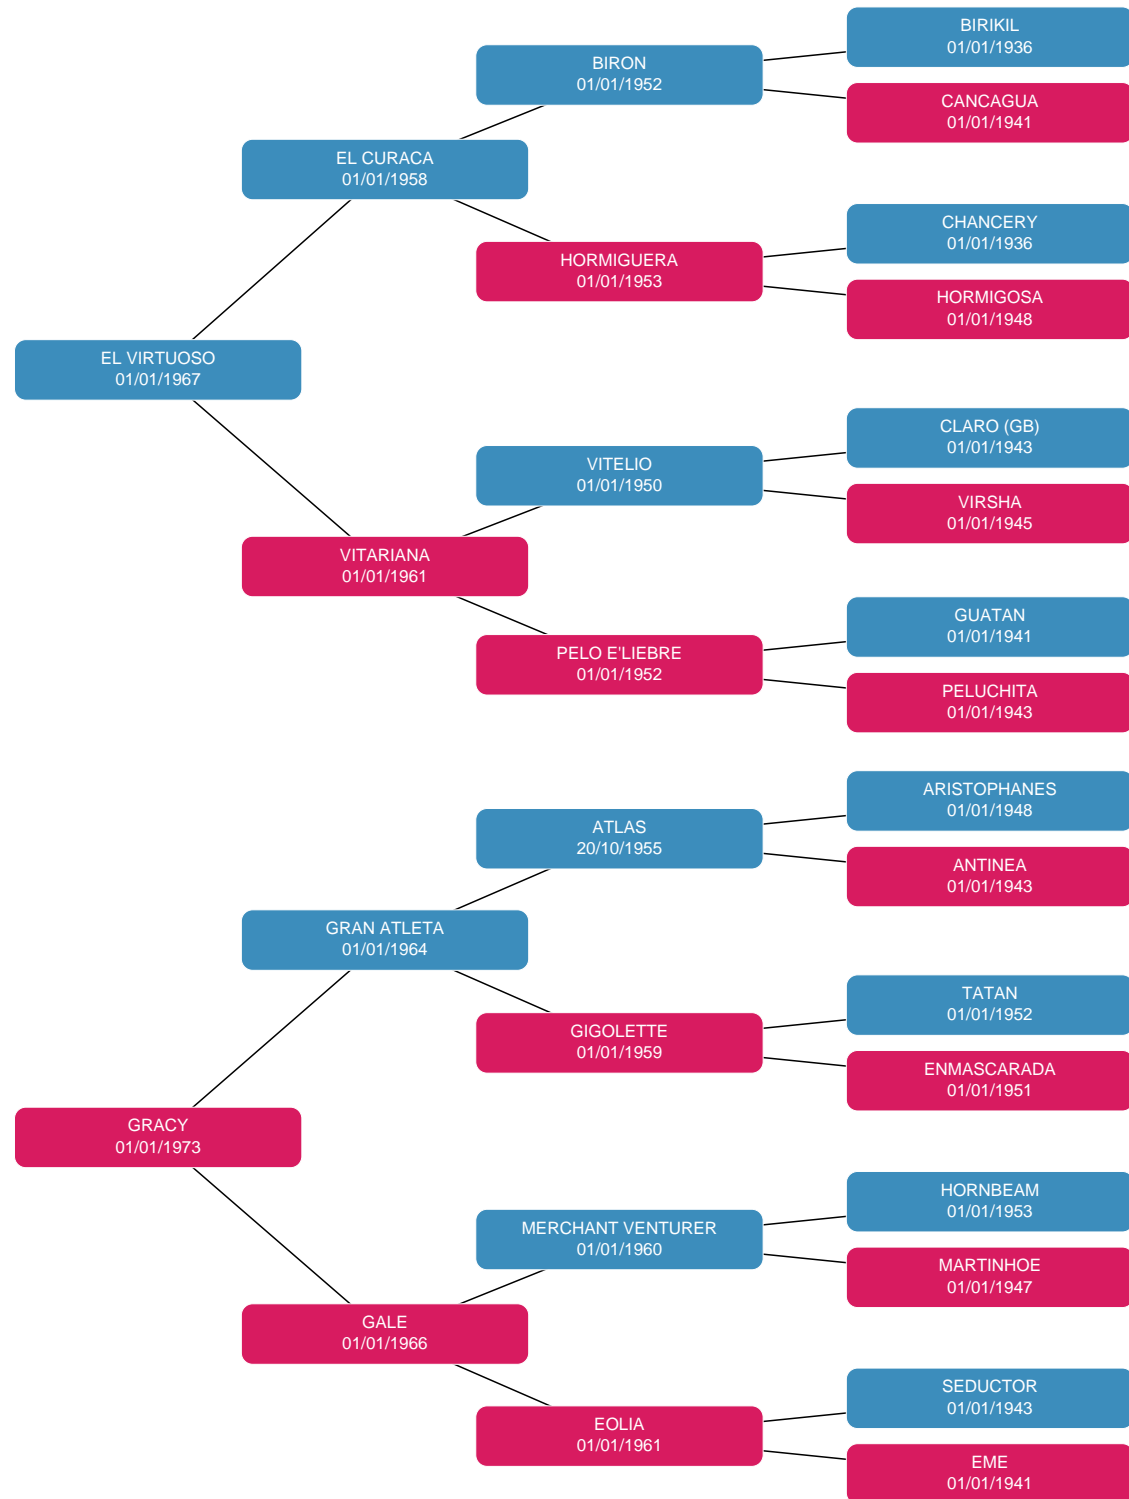 BIRIKIL
01/01/1936
BIRON
01/01/1952
CANCAGUA
01/01/1941
EL CURACA
01/01/1958
CHANCERY
01/01/1936
HORMIGUERA
01/01/1953
HORMIGOSA
01/01/1948
EL VIRTUOSO
01/01/1967
CLARO (GB)
01/01/1943
VITELIO
01/01/1950
VIRSHA
01/01/1945
VITARIANA
01/01/1961
GUATAN
01/01/1941
PELO E'LIEBRE
01/01/1952
PELUCHITA
01/01/1943
ARISTOPHANES
01/01/1948
ATLAS
20/10/1955
ANTINEA
01/01/1943
GRAN ATLETA
01/01/1964
TATAN
01/01/1952
GIGOLETTE
01/01/1959
ENMASCARADA
01/01/1951
GRACY
01/01/1973
HORNBEAM
01/01/1953
MERCHANT VENTURER
01/01/1960
MARTINHOE
01/01/1947
GALE
01/01/1966
SEDUCTOR
01/01/1943
EOLIA
01/01/1961
EME
01/01/1941